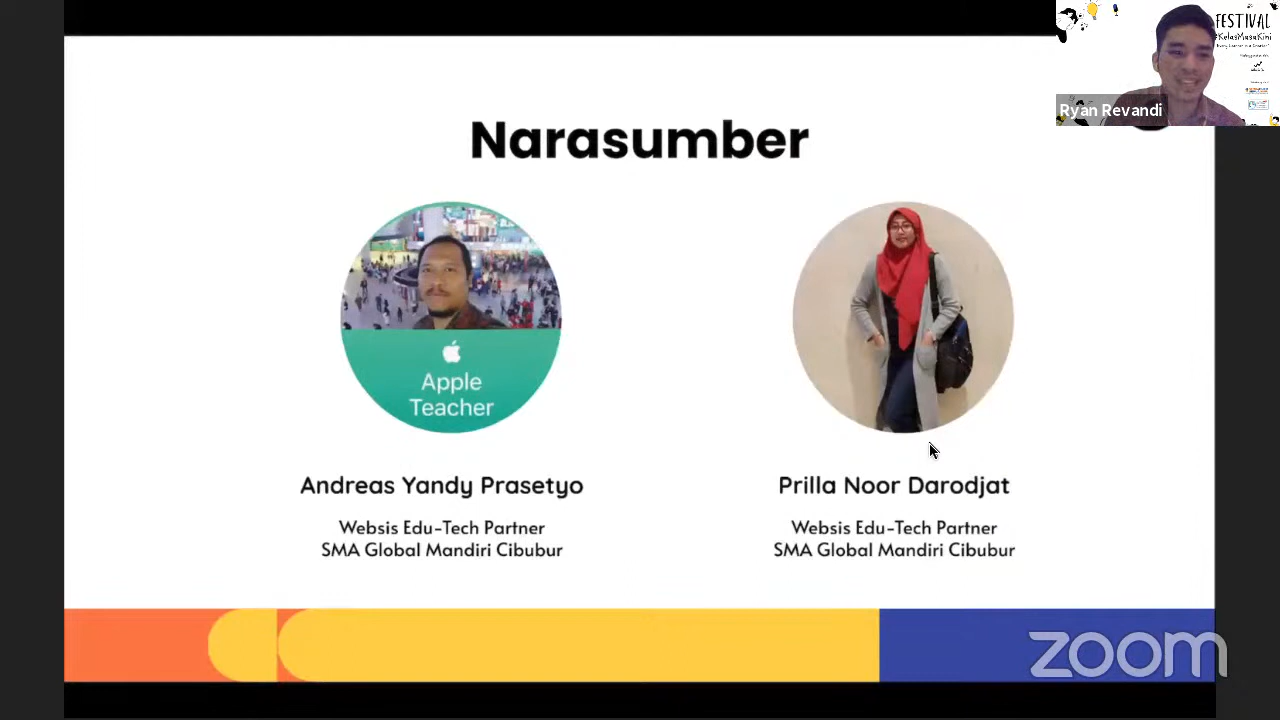 FESTIVAL
#KelasMasaKini
Ryan Revandi
Narasumber
Apple
Teacher
Andreas Yandy Prasetyo
Websis Edu-Tech Partner
SMA Global Mandiri Cibubur
Prilla Noor Darodjat
Websis Edu-Tech Partner
SMA Global Mandiri Cibubur
zoom